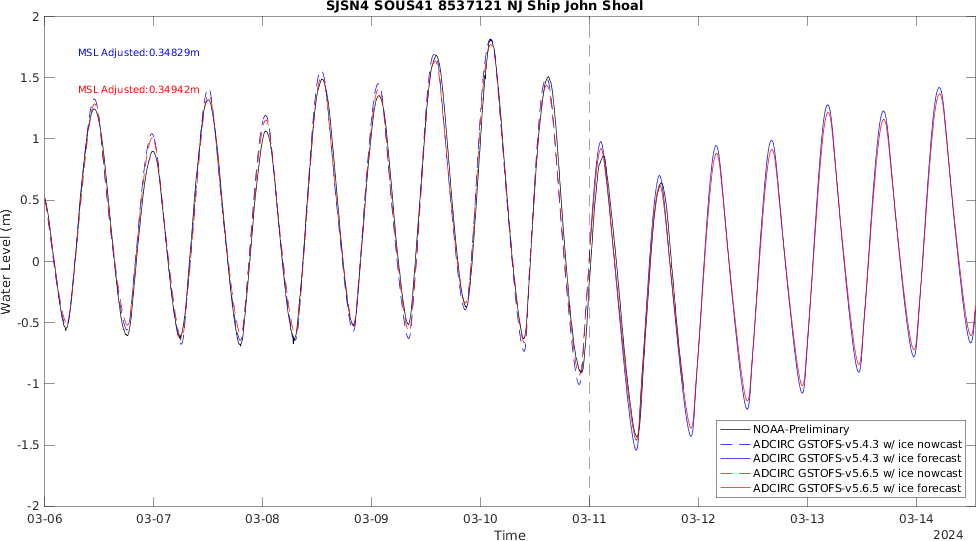 SJSN4 SOUS41 8537121 NJ Ship John Shoal
2
1.5
1
0.5
0
-0.5
-1
-1.5
-2
Water Level (m)
MSL Adjusted:0.34829m
MSL Adjusted:0.34942m
NOAA-Preliminary
ADCIRC GSTOFS-v5.4.3 w/ ice nowcast
ADCIRC GSTOFS-v5.4.3 w/ ice forecast
ADCIRC GSTOFS-v5.6.5 w/ ice nowcast
ADCIRC GSTOFS-v5.6.5 w/ ice forecast
03-06 03-07 03-08 03-09 03-10 03-11 03-12 03-13 03-14
Time
2024